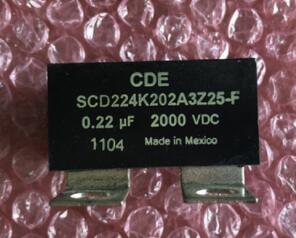 CDE
SCD224K202A3Z25-F
0.22 µF 2000 VDC
1104 Made in Mexico